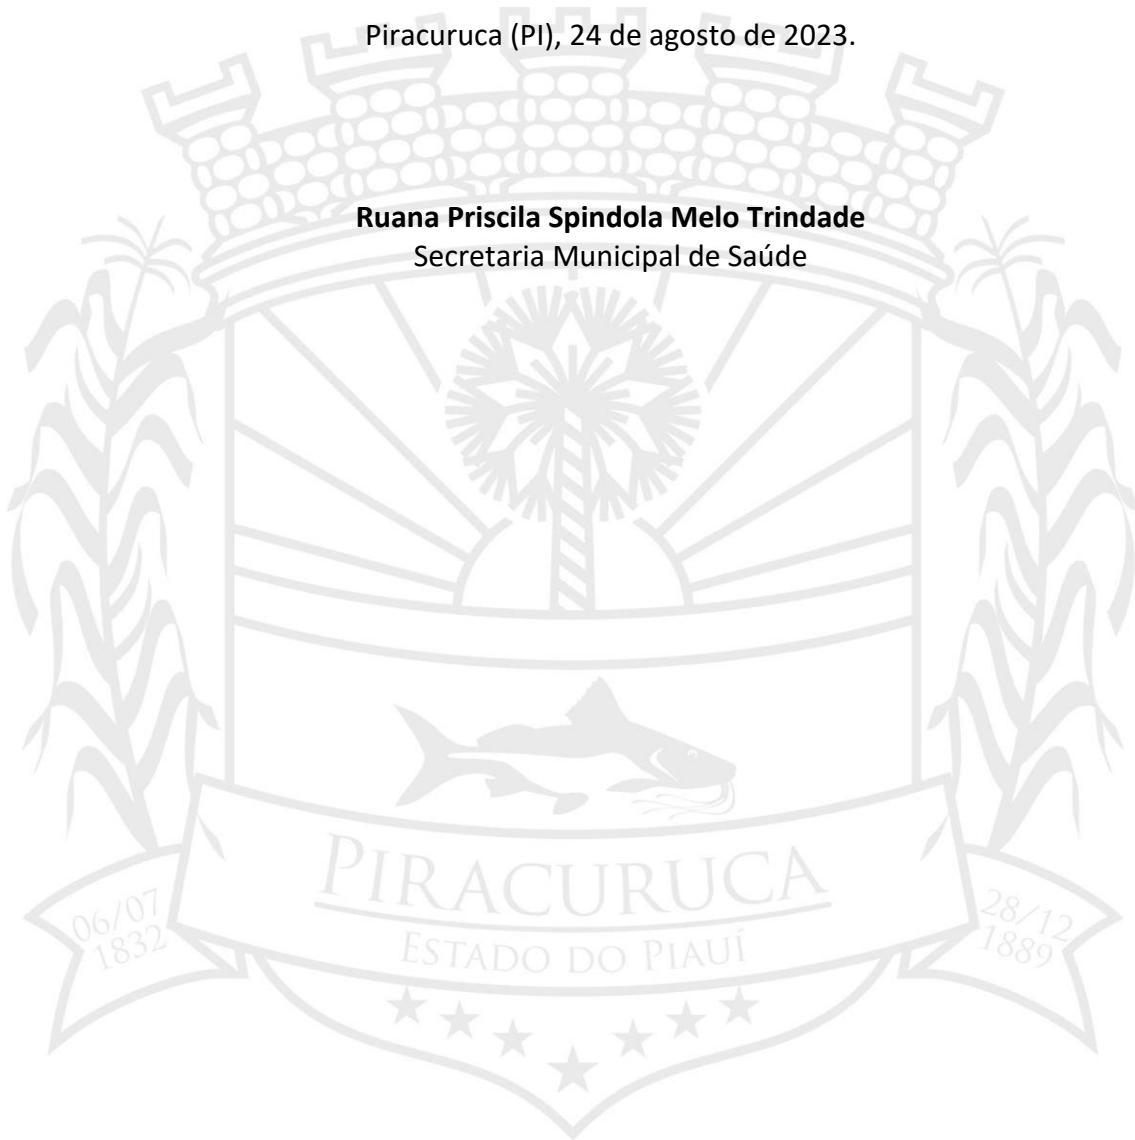 Piracuruca (PI), 24 de agosto de 2023.
Ruana Priscila Spindola Melo Trindade
Secretaria Municipal de Saúde
PIRACURUCA
ESTADO DO PIAUÍ
06/07
1832
28/12
1889